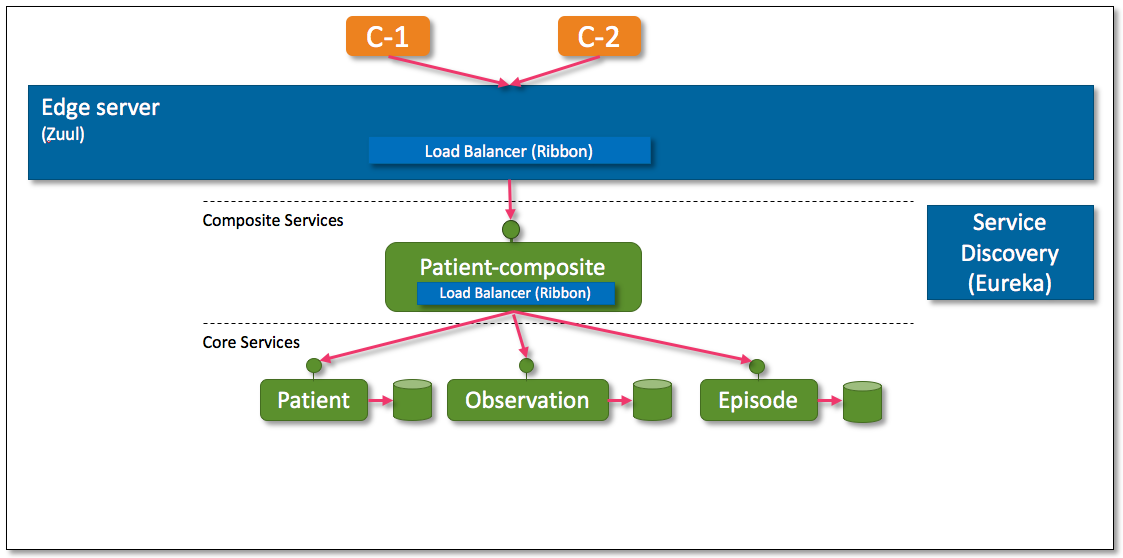 C-1
C-2
Edge server
(Zuul)
Load Balancer (Ribbon)
Composite Services
Service
Discovery
(Eureka)
Patient-composite
Load Balancer (Ribbon)
Core Services
Patient
Observation
Episode